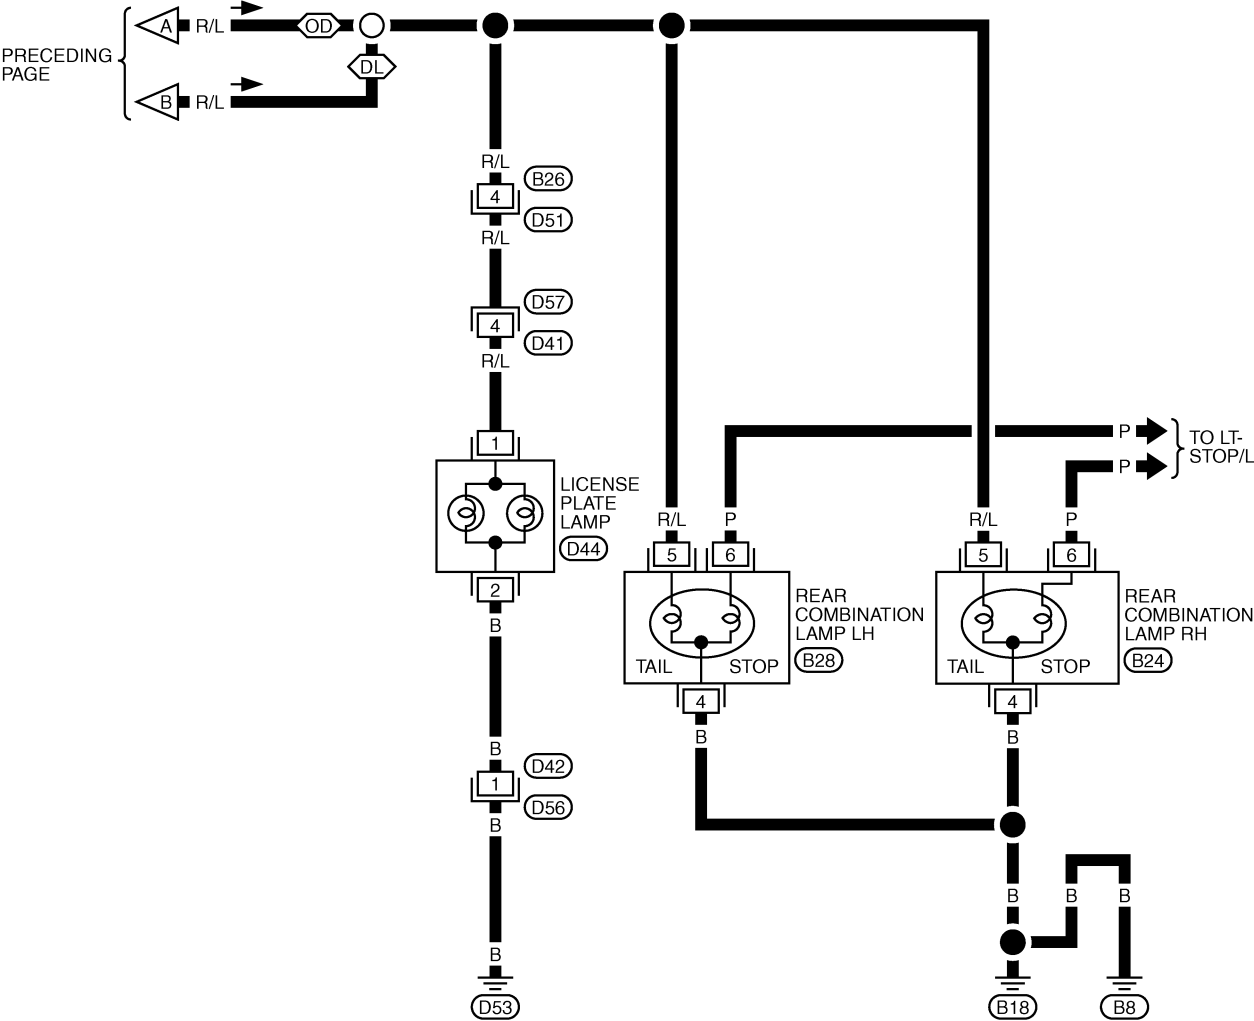 A R/L OD
PRECEDING
PAGE
DL
B R/L
R/L
B26
4
D51
R/L
D57
4
D41
R/L
1
LICENSE
PLATE
LAMP
D44
2
B
B
D42
1
D56
B
B
D53
P
P
TO LT-
STOP/L
R/L P
5 6
REAR
COMBINATION
LAMP LH
B28
TAIL STOP
4
B
R/L P
5 6
REAR
COMBINATION
LAMP RH
B24
TAIL STOP
4
B
B B B
B18 B8